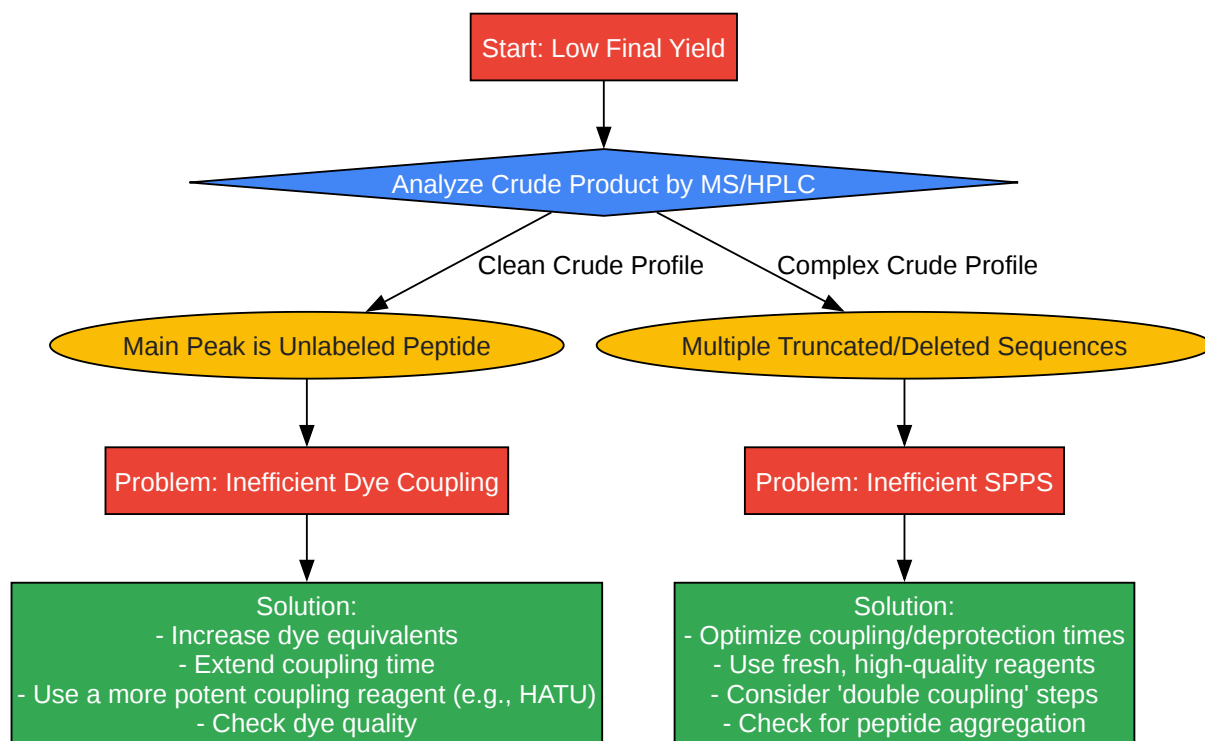 Start: Low Final Yield
Analyze Crude Product by MS/HPLC
Clean Crude Profile
Complex Crude Profile
Main Peak is Unlabeled Peptide
Multiple Truncated/Deleted Sequences
Problem: Inefficient Dye Coupling
Problem: Inefficient SPPS
Solution:
- Increase dye equivalents
- Extend coupling time
- Use a more potent coupling reagent (e.g., HATU)
- Check dye quality
Solution:
- Optimize coupling/deprotection times
- Use fresh, high-quality reagents
- Consider 'double coupling' steps
- Check for peptide aggregation